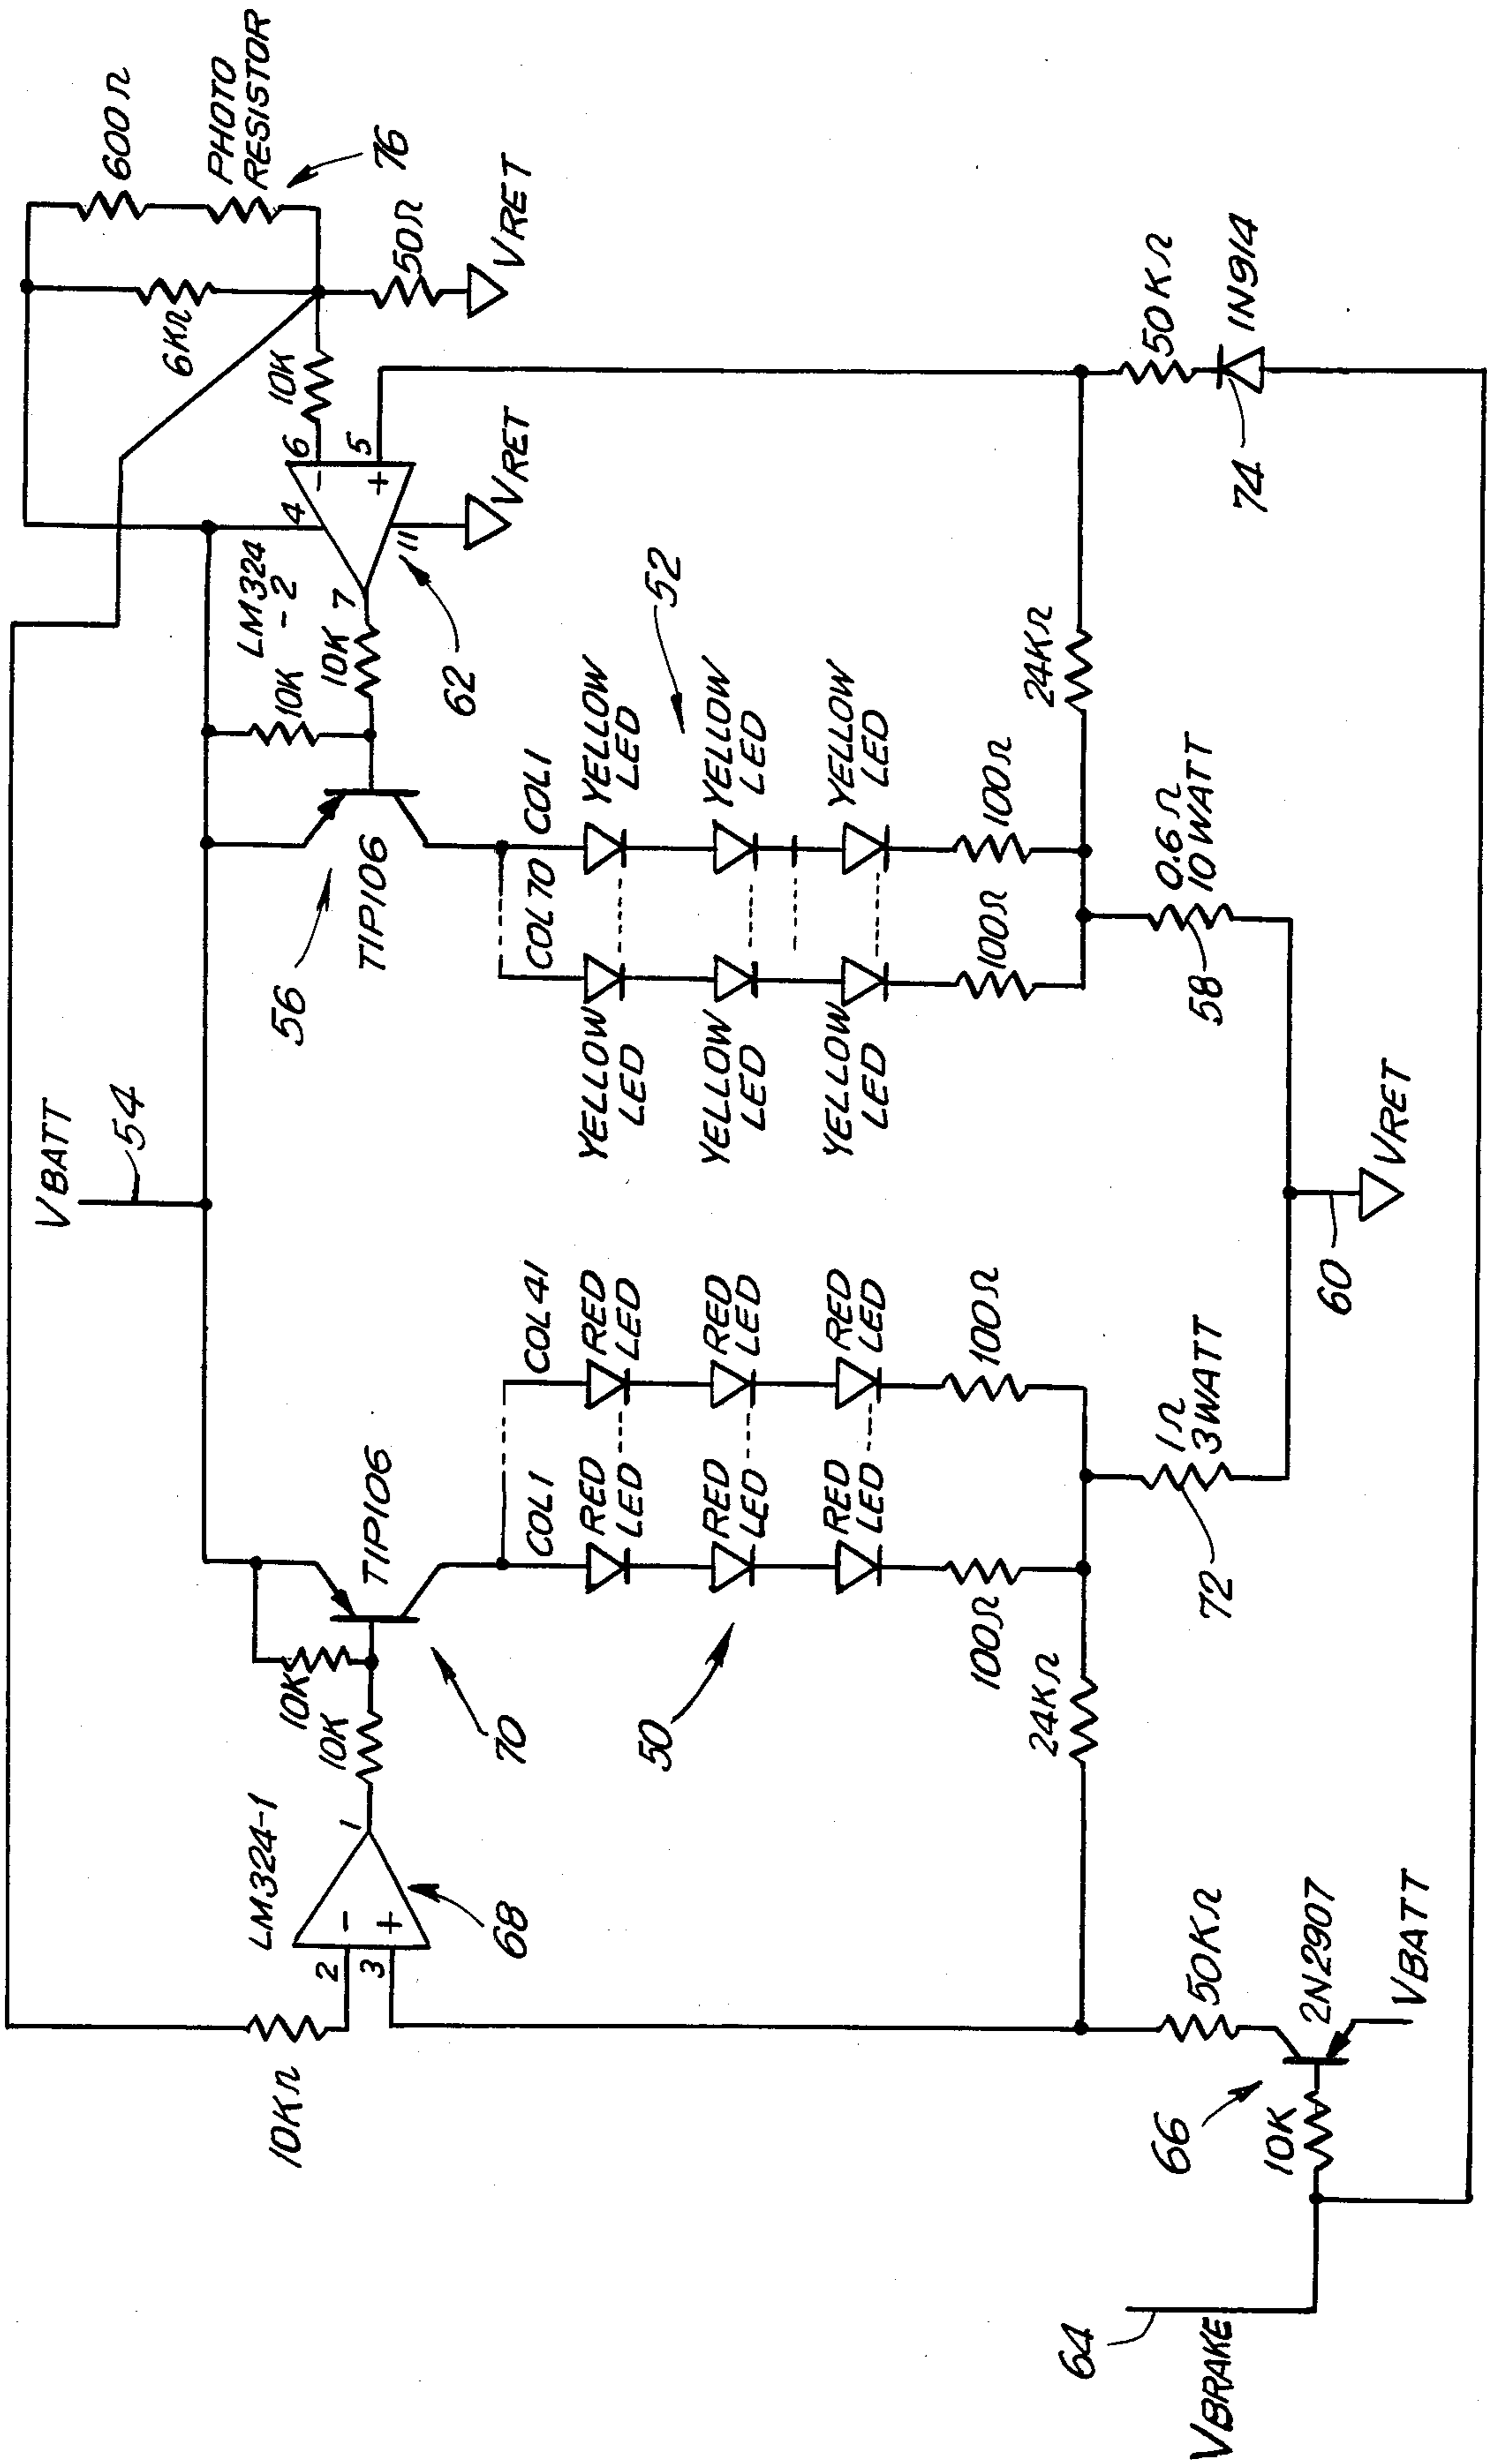 VBATT
54
600Ω
PHOTO
RESISTOR
76
6KΩ
50Ω
VRET
10K
6
5
-
+
4
11
VRET
LM324
-2
7
10K
10K
62
56
TIP106
COL1
COL70
YELLOW
LED
YELLOW
LED
YELLOW
LED
YELLOW
LED
YELLOW
LED
YELLOW
LED
52
100Ω
100Ω
24KΩ
0.6Ω
10WATT
58
50KΩ
1N914
74
10KΩ
LM324-1
2
3
-
+
1
68
10K
10K
70
TIP106
COL1
COL41
RED
LED
RED
LED
RED
LED
RED
LED
RED
LED
RED
LED
50
100Ω
100Ω
24KΩ
1Ω
3WATT
72
60
VRET
50KΩ
2N2907
VBATT
66
10K
64
VBRAKE